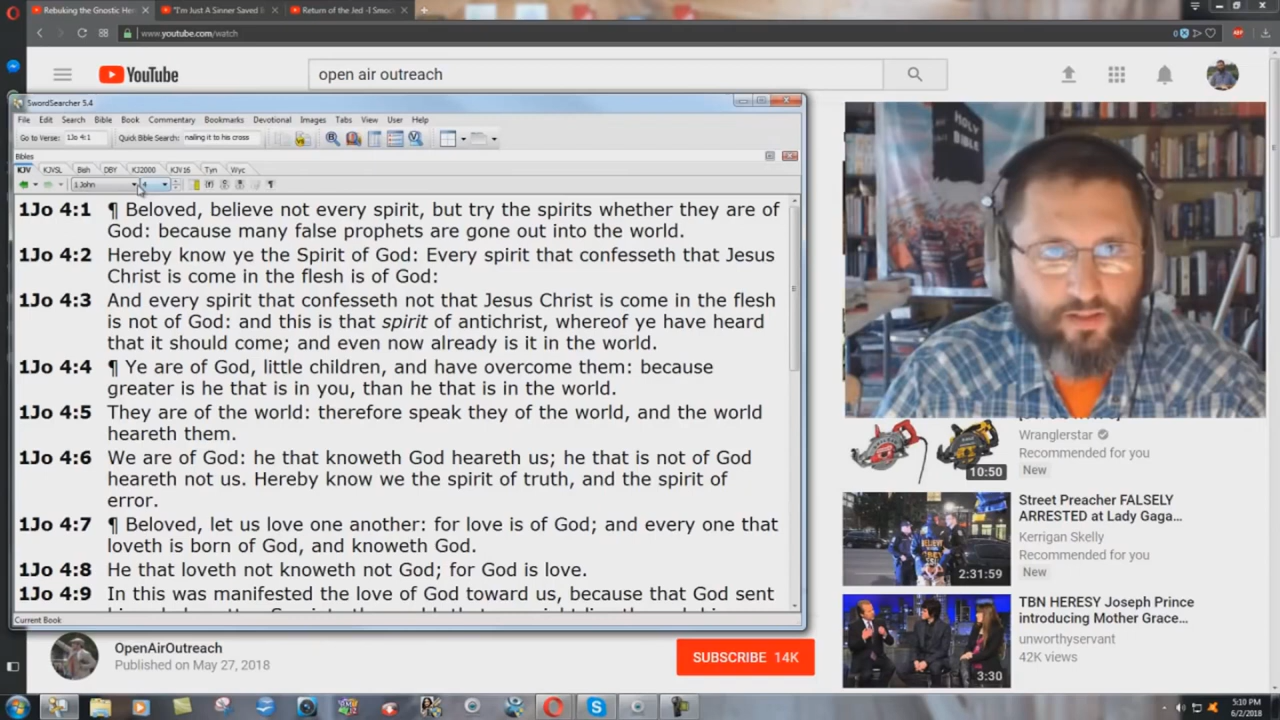 Rebuking the Gnostic Her
"I'm Just A Sinner Saved B
Return of the Jed -I Smoc
www.youtube.com/watch
0
ABP
YouTube
open air outreach
SwordSearcher 5.4
File Edit Search Bible Book Commentary Bookmarks Devotional Images Tabs View User Help
Go to Verse: 1Jo 4:1 Quick Bible Search: nailing it to his cross
Bibles
KJV KJVSL Bish DBY KJ2000 KJV16 Tyn Wyc
1 John 4
1Jo 4:1 ¶ Beloved, believe not every spirit, but try the spirits whether they are of
God: because many false prophets are gone out into the world.
1Jo 4:2 Hereby know ye the Spirit of God: Every spirit that confesseth that Jesus
Christ is come in the flesh is of God:
1Jo 4:3 And every spirit that confesseth not that Jesus Christ is come in the flesh
is not of God: and this is that spirit of antichrist, whereof ye have heard
that it should come; and even now already is it in the world.
1Jo 4:4 ¶ Ye are of God, little children, and have overcome them: because
greater is he that is in you, than he that is in the world.
1Jo 4:5 They are of the world: therefore speak they of the world, and the world
heareth them.
1Jo 4:6 We are of God: he that knoweth God heareth us; he that is not of God
heareth not us. Hereby know we the spirit of truth, and the spirit of
error.
1Jo 4:7 ¶ Beloved, let us love one another: for love is of God; and every one that
loveth is born of God, and knoweth God.
1Jo 4:8 He that loveth not knoweth not God; for God is love.
1Jo 4:9 In this was manifested the love of God toward us, because that God sent
Current Book
OpenAirOutreach
Published on May 27, 2018
SUBSCRIBE 14K
HOLY
BIBLE
Wranglerstar
Recommended for you
New
10:50
Street Preacher FALSELY
ARRESTED at Lady Gaga...
Kerrigan Skelly
Recommended for you
New
2:31:59
TBN HERESY Joseph Prince
introducing Mother Grace...
unworthyservant
42K views
3:30
5:10 PM
6/2/2018